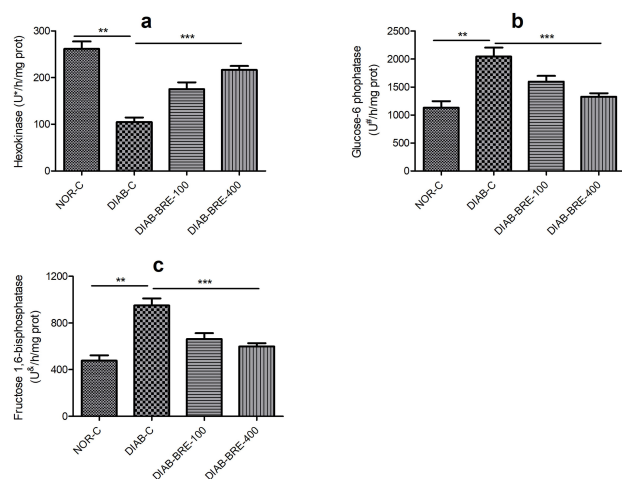 a
Hexokinase (U*/h/mg prot)
300
200
100
0
**
***
NOR-C
DIAB-C
DIAB-BRE-100
DIAB-BRE-400
b
Glucose-6 phophatase
(U#/h/mg prot)
2500
2000
1500
1000
500
0
**
***
NOR-C
DIAB-C
DIAB-BRE-100
DIAB-BRE-400
c
Fructose 1,6-bisphosphatase
(U&/h/mg prot)
1200
800
400
0
**
***
NOR-C
DIAB-C
DIAB-BRE-100
DIAB-BRE-400